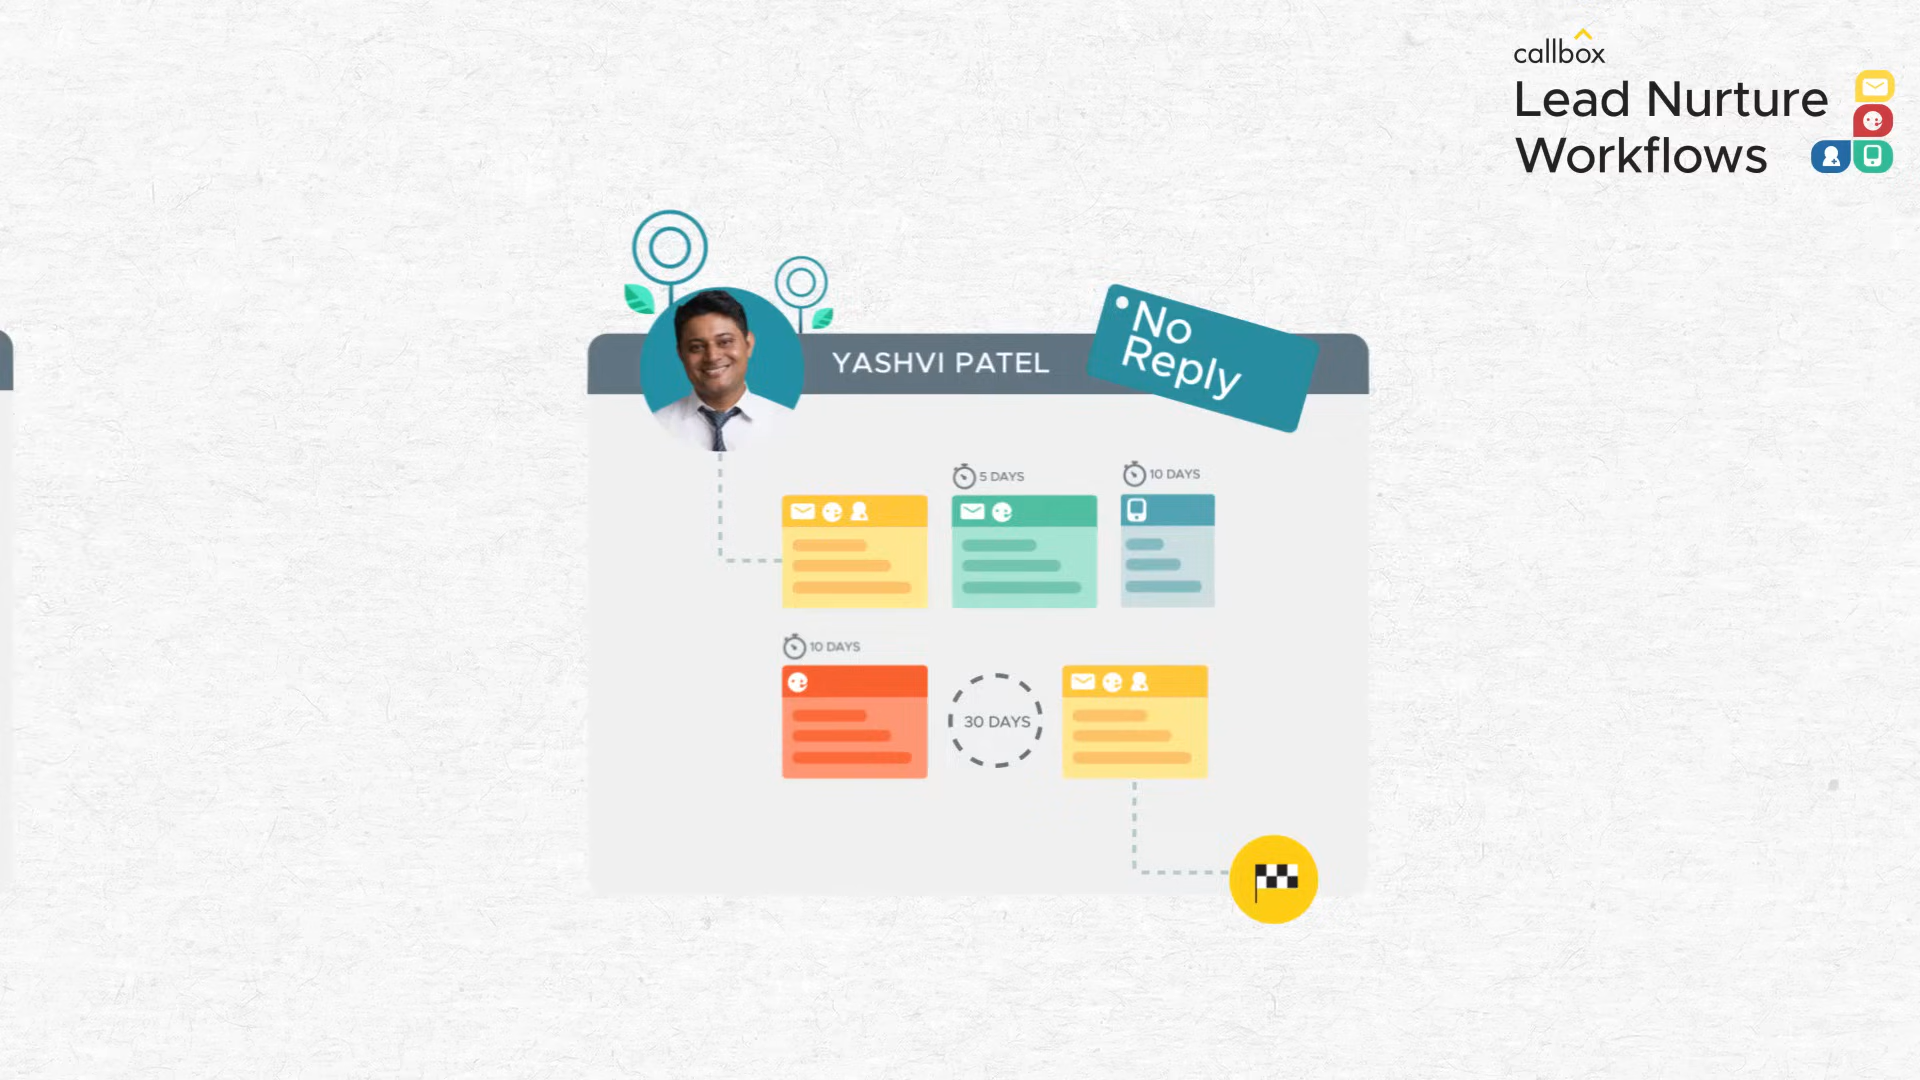 callbox
Lead Nurture
Workflows
No
Reply
YASHVI PATEL
5 DAYS
10 DAYS
10 DAYS
30 DAYS